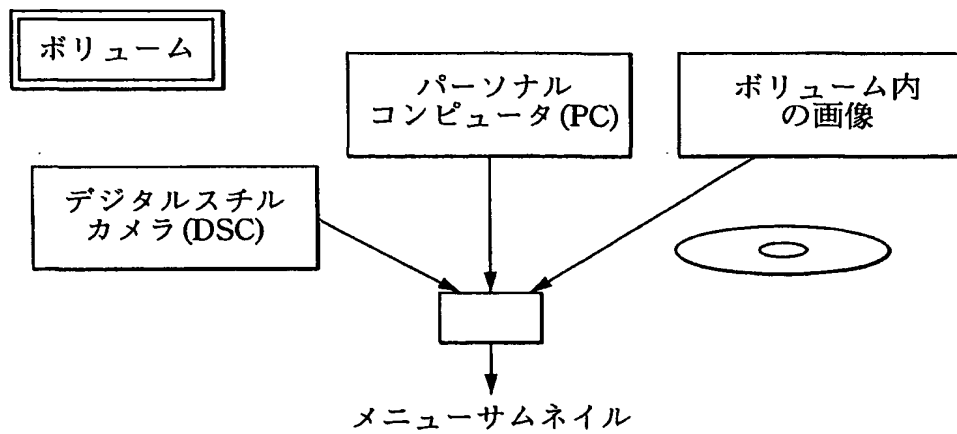 ボリューム
パーソナル
コンピュータ(PC)
ボリューム内
の画像
デジタルスチル
カメラ(DSC)
メニューサムネイル